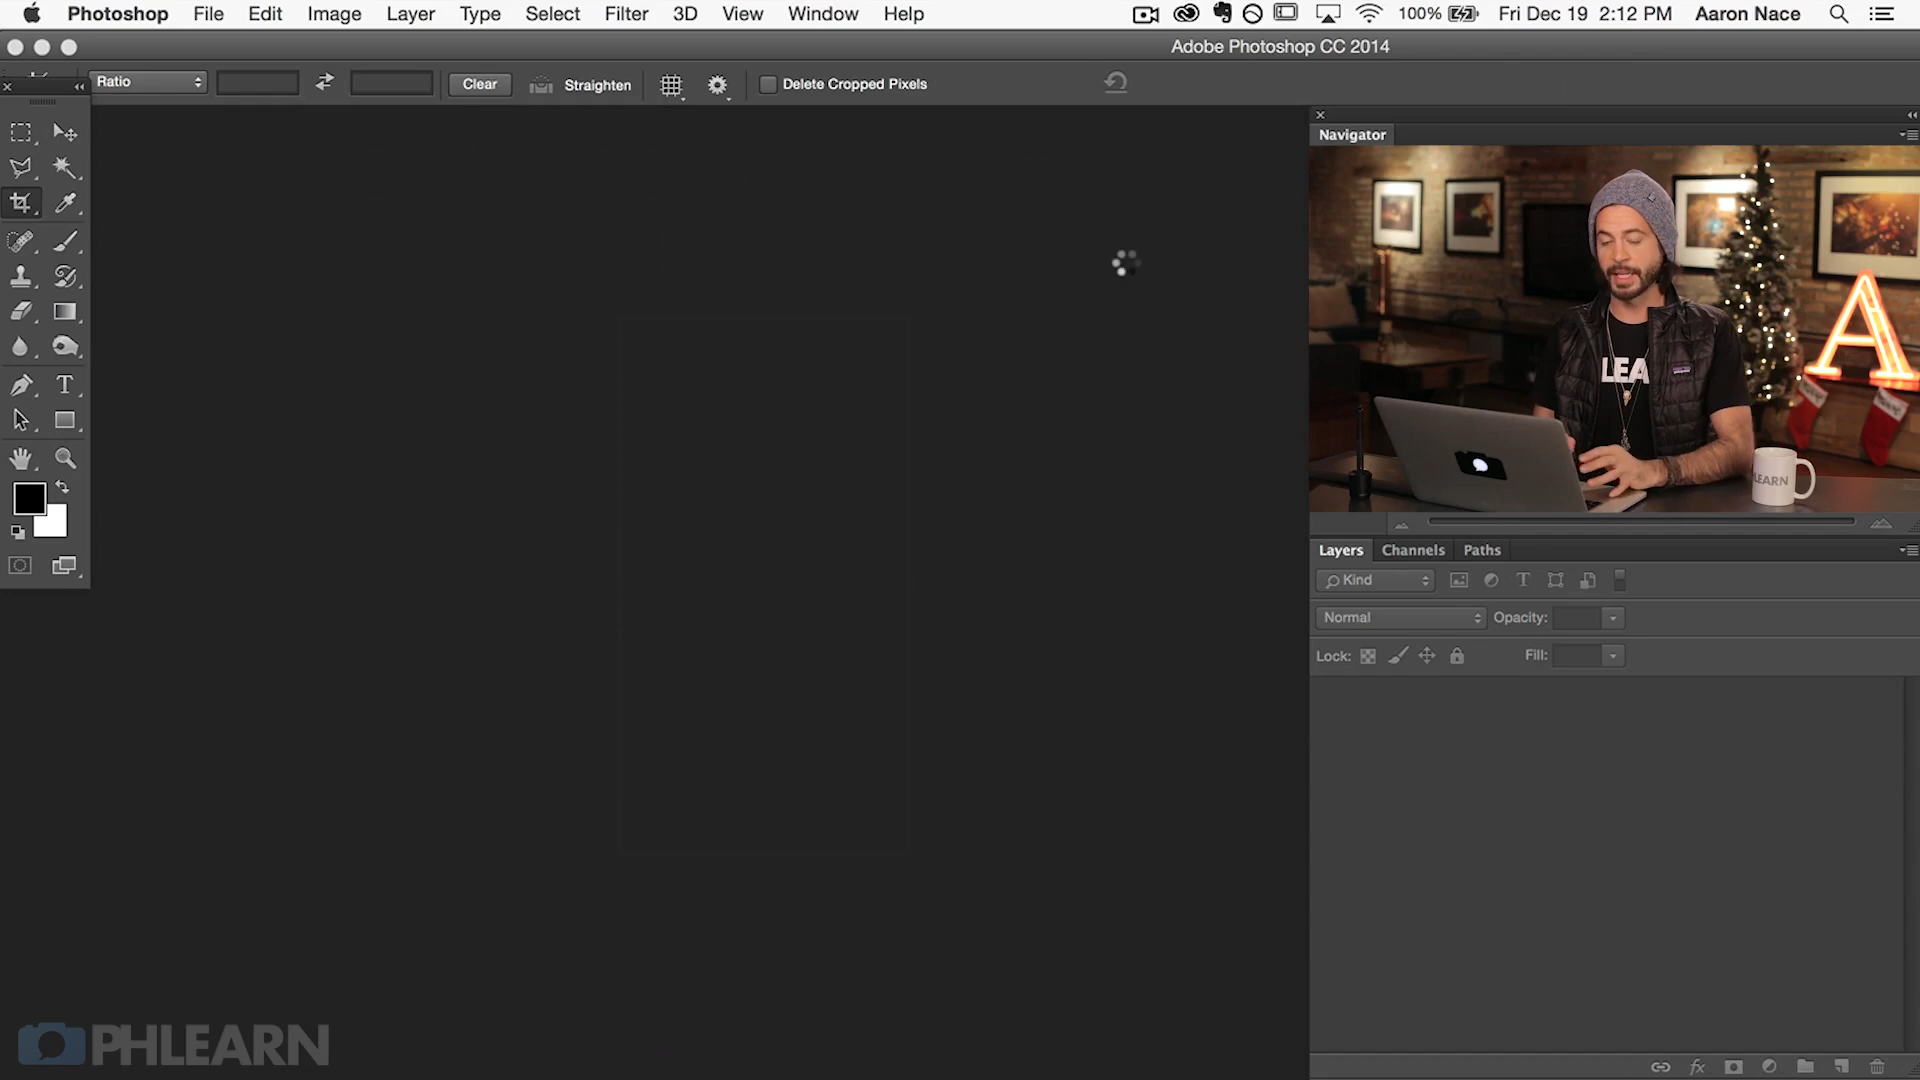 Photoshop File Edit Image Layer Type Select Filter 3D View Window Help 100% Fri Dec 19 2:12 PM Aaron Nace
Adobe Photoshop CC 2014
Ratio Clear Straighten Delete Cropped Pixels
Navigator
LEA
A
LEARN
Layers Channels Paths
Kind
Normal Opacity:
Lock: Fill:
PHLEARN